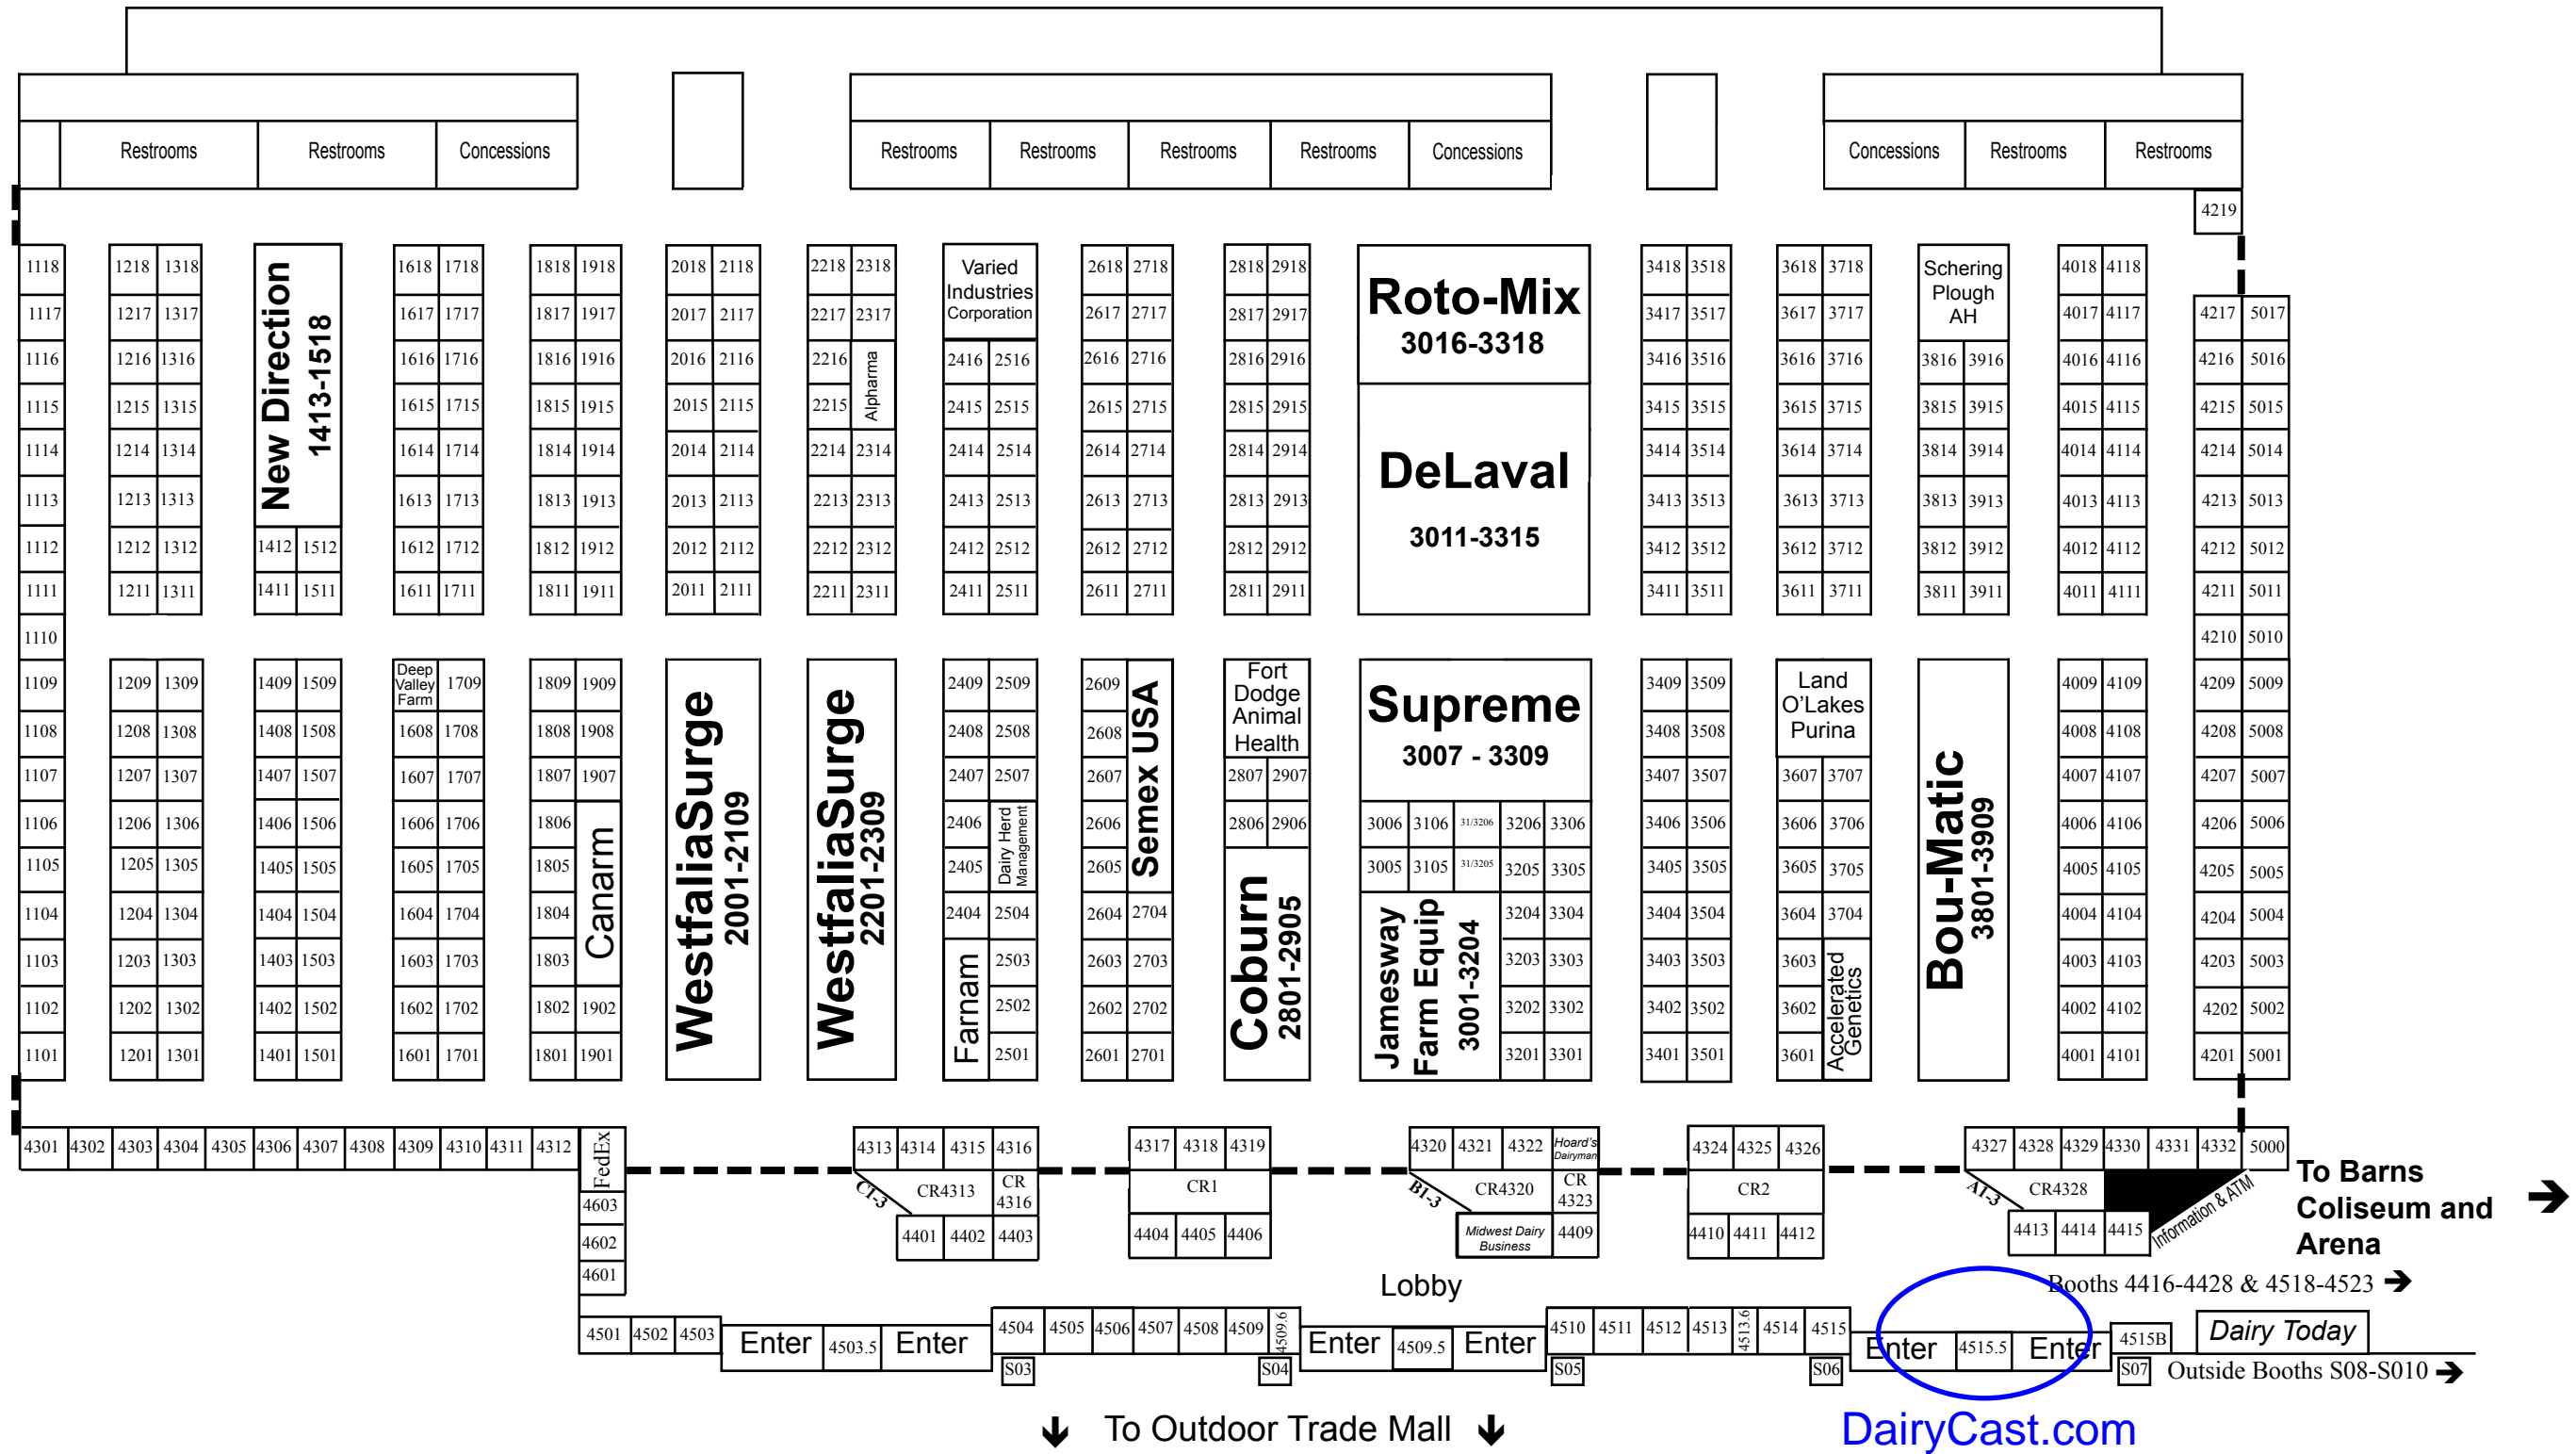 Restrooms Restrooms Concessions Restrooms Restrooms Restrooms Restrooms Concessions Concessions Restrooms Restrooms
4219
1118 1218 1318 1618 1718 1818 1918 2018 2118 2218 2318 2618 2718 2818 2918 3418 3518 3618 3718 4018 4118
New Direction
1413-1518
Varied
Industries
Corporation
Roto-Mix
3016-3318
Schering
Plough
AH
1117 1217 1317 1617 1717 1817 1917 2017 2117 2217 2317 2617 2717 2817 2917 3417 3517 3617 3717 4017 4117 4217 5017
1116 1216 1316 1616 1716 1816 1916 2016 2116 2216 2416 2516 2616 2716 2816 2916 3416 3516 3616 3716 3816 3916 4016 4116 4216 5016
Alpharma
1115 1215 1315 1615 1715 1815 1915 2015 2115 2215 2415 2515 2615 2715 2815 2915 3415 3515 3615 3715 3815 3915 4015 4115 4215 5015
DeLaval
3011-3315
1114 1214 1314 1614 1714 1814 1914 2014 2114 2214 2314 2414 2514 2614 2714 2814 2914 3414 3514 3614 3714 3814 3914 4014 4114 4214 5014
1113 1213 1313 1613 1713 1813 1913 2013 2113 2213 2313 2413 2513 2613 2713 2813 2913 3413 3513 3613 3713 3813 3913 4013 4113 4213 5013
1112 1212 1312 1412 1512 1612 1712 1812 1912 2012 2112 2212 2312 2412 2512 2612 2712 2812 2912 3412 3512 3612 3712 3812 3912 4012 4112 4212 5012
1111 1211 1311 1411 1511 1611 1711 1811 1911 2011 2111 2211 2311 2411 2511 2611 2711 2811 2911 3411 3511 3611 3711 3811 3911 4011 4111 4211 5011
1110 4210 5010
1109 1209 1309 1409 1509
Deep
Valley
Farm
1709 1809 1909 2409 2509 2609
WestfaliaSurge
2001-2109
WestfaliaSurge
2201-2309
Semex USA
Fort
Dodge
Animal
Health
Supreme
3007 - 3309
3409 3509
Land
O'Lakes
Purina
Bou-Matic
3801-3909
4009 4109 4209 5009
1108 1208 1308 1408 1508 1608 1708 1808 1908 2408 2508 2608 3408 3508 4008 4108 4208 5008
1107 1207 1307 1407 1507 1607 1707 1807 1907 2407 2507 2607 2807 2907 3407 3507 3607 3707 4007 4107 4207 5007
1106 1206 1306 1406 1506 1606 1706 1806 2406 2606 2806 2906 3006 3106 31/3206 3206 3306 3406 3506 3606 3706 4006 4106 4206 5006
Canarm
Dairy Herd
Management
1105 1205 1305 1405 1505 1605 1705 1805 2405 2605 3005 3105 31/3205 3205 3305 3405 3505 3605 3705 4005 4105 4205 5005
Coburn
2801-2905
Jamesway
Farm Equip
3001-3204
1104 1204 1304 1404 1504 1604 1704 1804 2404 2504 2604 2704 3204 3304 3404 3504 3604 3704 4004 4104 4204 5004
Farnam
Accelerated
Genetics
1103 1203 1303 1403 1503 1603 1703 1803 2503 2603 2703 3203 3303 3403 3503 3603 4003 4103 4203 5003
1102 1202 1302 1402 1502 1602 1702 1802 1902 2502 2602 2702 3202 3302 3402 3502 3602 4002 4102 4202 5002
1101 1201 1301 1401 1501 1601 1701 1801 1901 2501 2601 2701 3201 3301 3401 3501 3601 4001 4101 4201 5001
4301 4302 4303 4304 4305 4306 4307 4308 4309 4310 4311 4312 FedEx 4313 4314 4315 4316 4317 4318 4319 4320 4321 4322
Hoard's
Dairyman
4324 4325 4326 4327 4328 4329 4330 4331 4332 5000
4603
C1-3 CR4313
CR
4316
CR1
B1-3 CR4320
CR
4323
CR2
A1-3 CR4328
Information & ATM
To Barns
Coliseum and
Arena
4602 4401 4402 4403 4404 4405 4406
Midwest Dairy
Business
4409 4410 4411 4412 4413 4414 4415
4601
Lobby
Booths 4416-4428 & 4518-4523
4501 4502 4503 Enter 4503.5 Enter 4504 4505 4506 4507 4508 4509 4509.6 Enter 4509.5 Enter 4510 4511 4512 4513 4513.6 4514 4515 Enter 4515.5 Enter 4515B Dairy Today
S03 S04 S05 S06 S07 Outside Booths S08-S010
To Outdoor Trade Mall
DairyCast.com